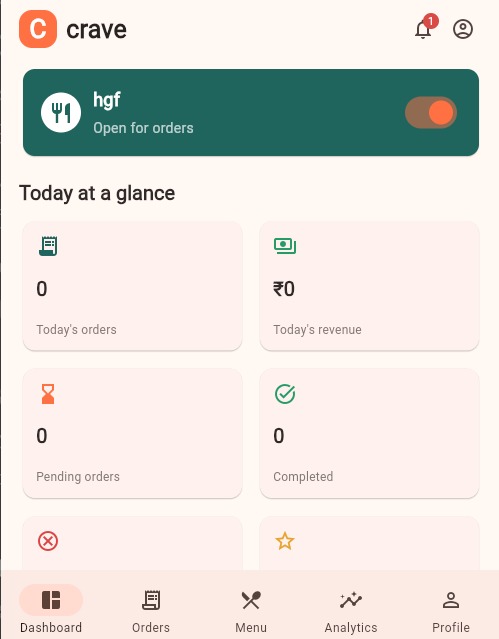 C crave
1
hgf
Open for orders
Today at a glance
0
Today's orders
₹0
Today's revenue
0
Pending orders
0
Completed
Dashboard
Orders
Menu
Analytics
Profile